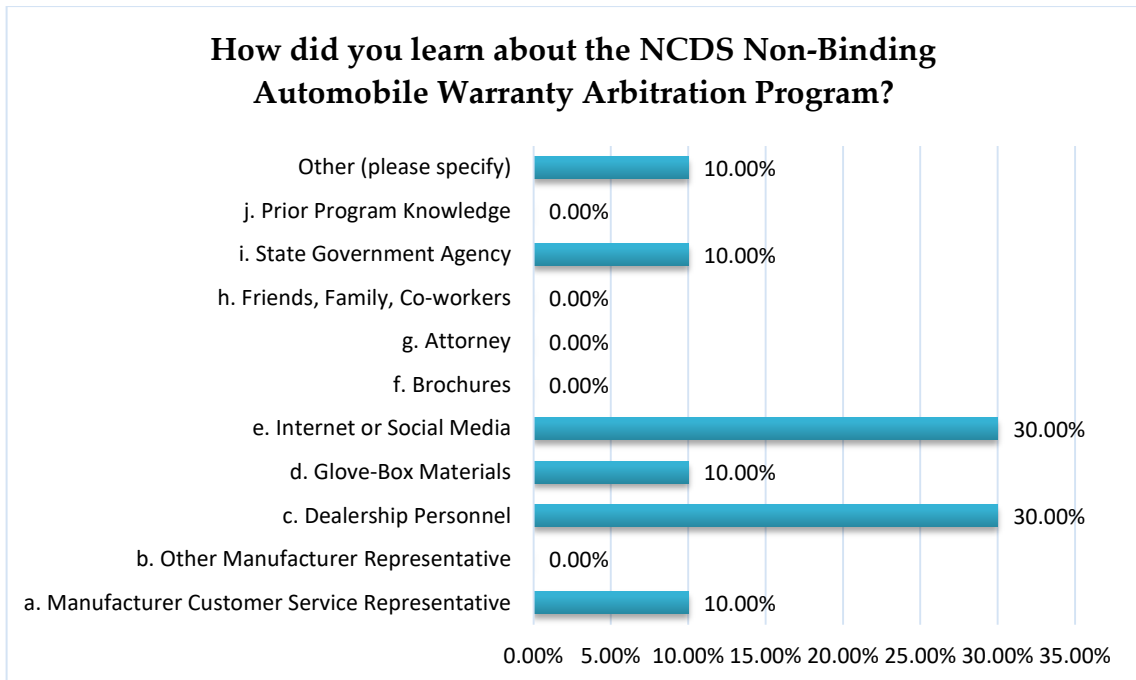 How did you learn about the NCDS Non-Binding
Automobile Warranty Arbitration Program?
Other (please specify) 10.00%
j. Prior Program Knowledge 0.00%
i. State Government Agency 10.00%
h. Friends, Family, Co-workers 0.00%
g. Attorney 0.00%
f. Brochures 0.00%
e. Internet or Social Media 30.00%
d. Glove-Box Materials 10.00%
c. Dealership Personnel 30.00%
b. Other Manufacturer Representative 0.00%
a. Manufacturer Customer Service Representative 10.00%
0.00% 5.00% 10.00% 15.00% 20.00% 25.00% 30.00% 35.00%